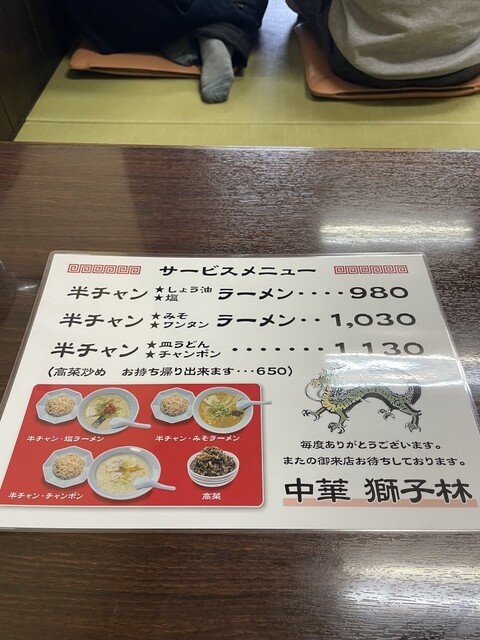 サービスメニュー
半チャン ★しょう油 ★塩 ラーメン・・・・980
半チャン ★みそ ★ワンタン ラーメン・・1,030
半チャン ★皿うどん ★チャンポン ・・・・・・・1,130
(高菜炒め お持ち帰り出来ます・・・650)
半チャン・塩ラーメン
半チャン・みそラーメン
半チャン・チャンポン
高菜
毎度ありがとうございます。
またの御来店お待ちしております。
中華 獅子林